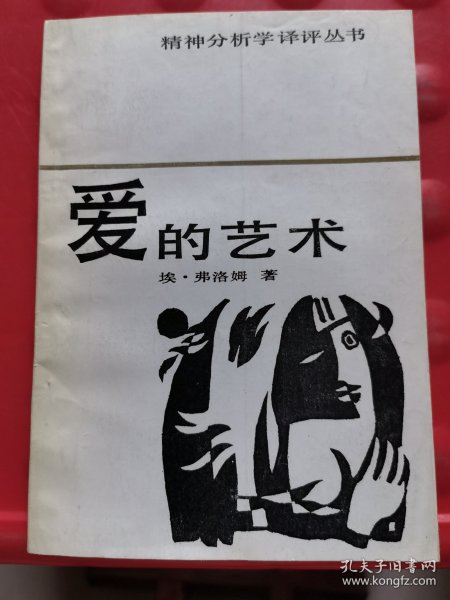 精神分析学译评丛书
爱的艺术
埃·弗洛姆 著
孔夫子旧书网
www.kongfz.com